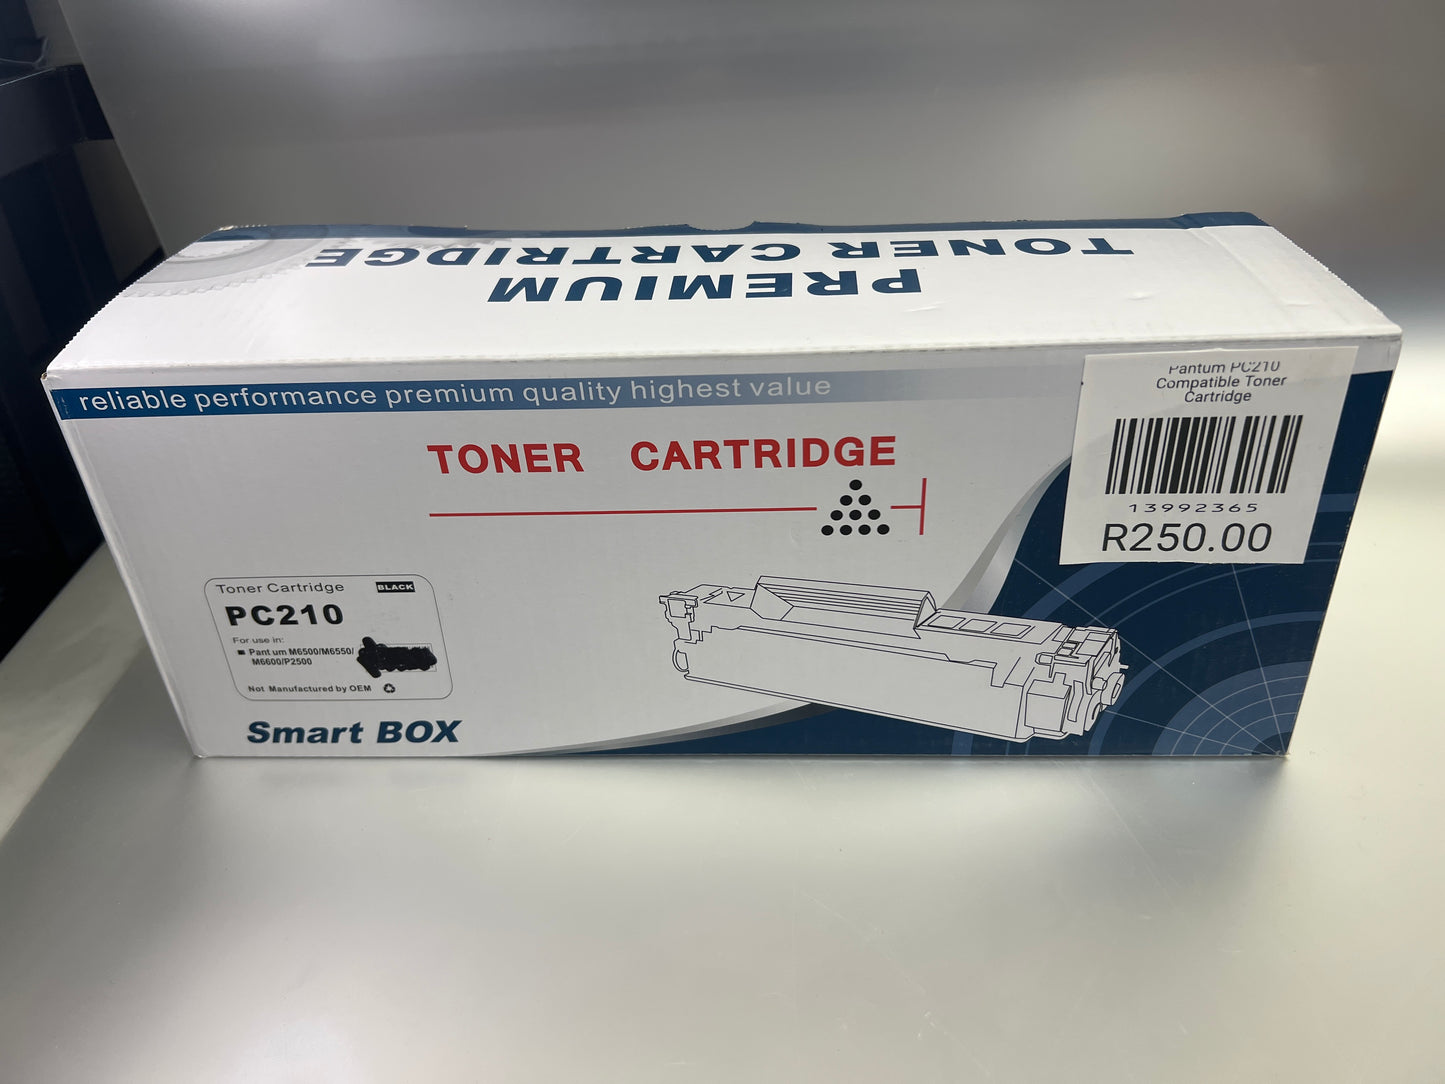 PREMIUM
TONER CARTRIDGE
reliable performance premium quality highest value
TONER CARTRIDGE
Pantum PC210
Compatible Toner
Cartridge
13992365
R250.00
Toner Cartridge BLACK
PC210
For use in:
Pant um M6500/M6550/
M6600/P2500
Not Manufactured by OEM
Smart BOX